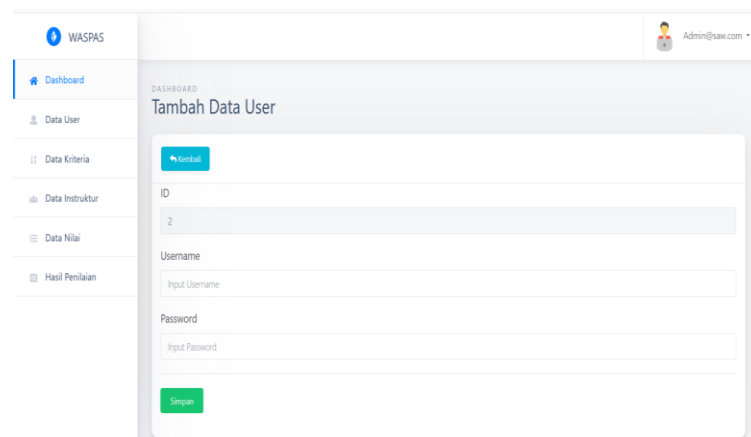 WASPAS
Admin@saw.com
Dashboard
Data User
Data Kriteria
Data Instruktur
Data Nilai
Hasil Penilaian
DASHBOARD
Tambah Data User
Kembali
ID
2
Username
Input Username
Password
Input Password
Simpan